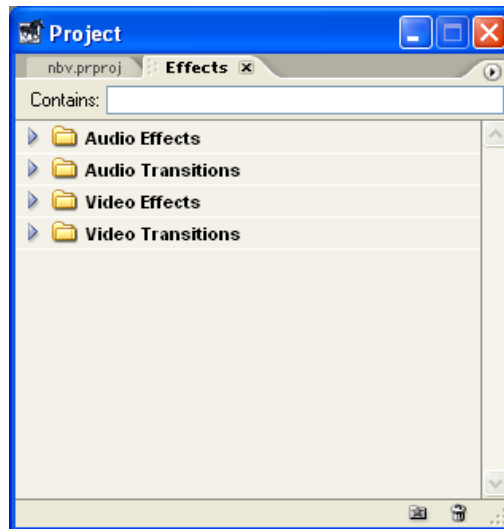 Project
nbv.prproj Effects
Contains:
Audio Effects
Audio Transitions
Video Effects
Video Transitions